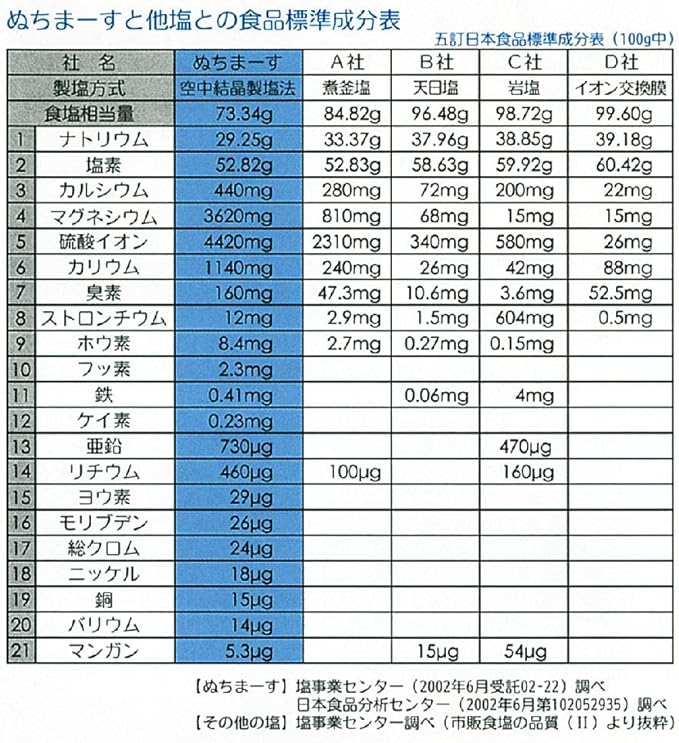 ぬちまーすと他塩との食品標準成分表
五訂日本食品標準成分表（100g中）
社 名 ぬちまーす A社 B社 C社 D社
製塩方式 空中結晶製塩法 煮釜塩 天日塩 岩塩 イオン交換膜
食塩相当量 73.34g 84.82g 96.48g 98.72g 99.60g
1 ナトリウム 29.25g 33.37g 37.96g 38.85g 39.18g
2 塩素 52.82g 52.83g 58.63g 59.92g 60.42g
3 カルシウム 440mg 280mg 72mg 200mg 22mg
4 マグネシウム 3620mg 810mg 68mg 15mg 15mg
5 硫酸イオン 4420mg 2310mg 340mg 580mg 26mg
6 カリウム 1140mg 240mg 26mg 42mg 88mg
7 臭素 160mg 47.3mg 10.6mg 3.6mg 52.5mg
8 ストロンチウム 12mg 2.9mg 1.5mg 604mg 0.5mg
9 ホウ素 8.4mg 2.7mg 0.27mg 0.15mg
10 フッ素 2.3mg
11 鉄 0.41mg 0.06mg 4mg
12 ケイ素 0.23mg
13 亜鉛 730μg 470μg
14 リチウム 460μg 100μg 160μg
15 ヨウ素 29μg
16 モリブデン 26μg
17 総クロム 24μg
18 ニッケル 18μg
19 銅 15μg
20 バリウム 14μg
21 マンガン 5.3μg 15μg 54μg
【ぬちまーす】塩事業センター（2002年6月受託02-22）調べ
日本食品分析センター（2002年6月第102052935）調べ
【その他の塩】塩事業センター調べ（市販食塩の品質（II）より抜粋）